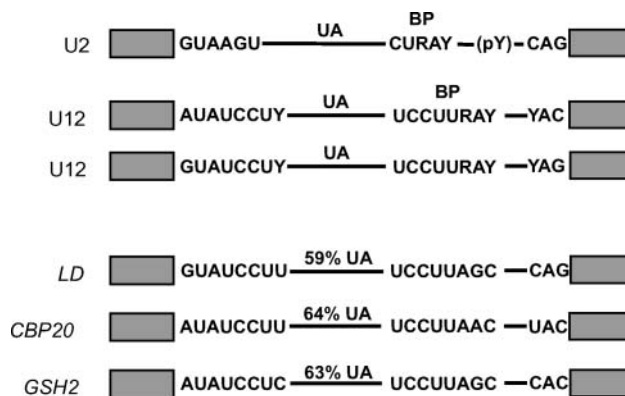 BP
U2 GUAAGU UA CURAY (pY) CAG
BP
U12 AUAUCCUY UA UCCUURAY YAC
U12 GUAUCCUY UA UCCUURAY YAG
LD GUAUCCUU 59% UA UCCUUAGC CAG
CBP20 AUAUCCUU 64% UA UCCUUAAC UAC
GSH2 AUAUCCUC 63% UA UCCUUAGC CAC